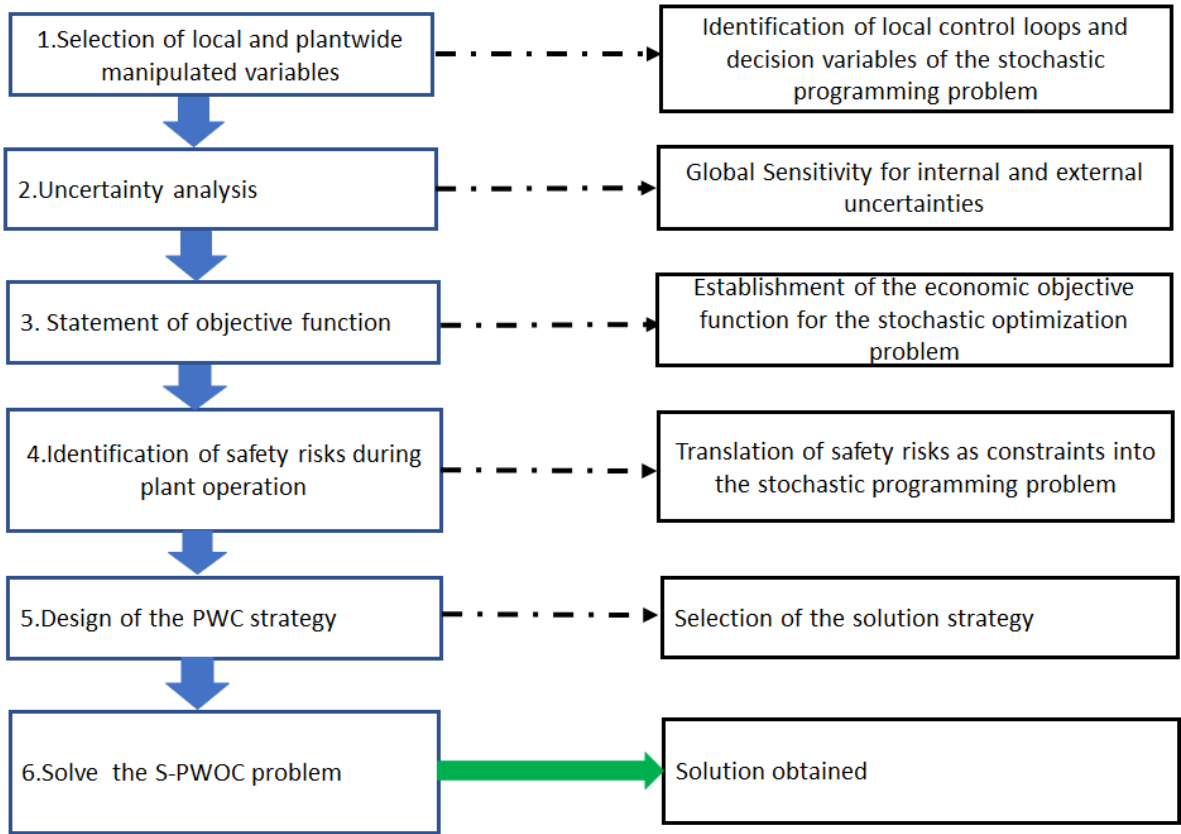 1.Selection of local and plantwide
manipulated variables
Identification of local control loops and
decision variables of the stochastic
programming problem
2.Uncertainty analysis
Global Sensitivity for internal and external
uncertainties
3. Statement of objective function
Establishment of the economic objective
function for the stochastic optimization
problem
4.Identification of safety risks during
plant operation
Translation of safety risks as constraints into
the stochastic programming problem
5.Design of the PWC strategy
Selection of the solution strategy
6.Solve the S-PWOC problem
Solution obtained